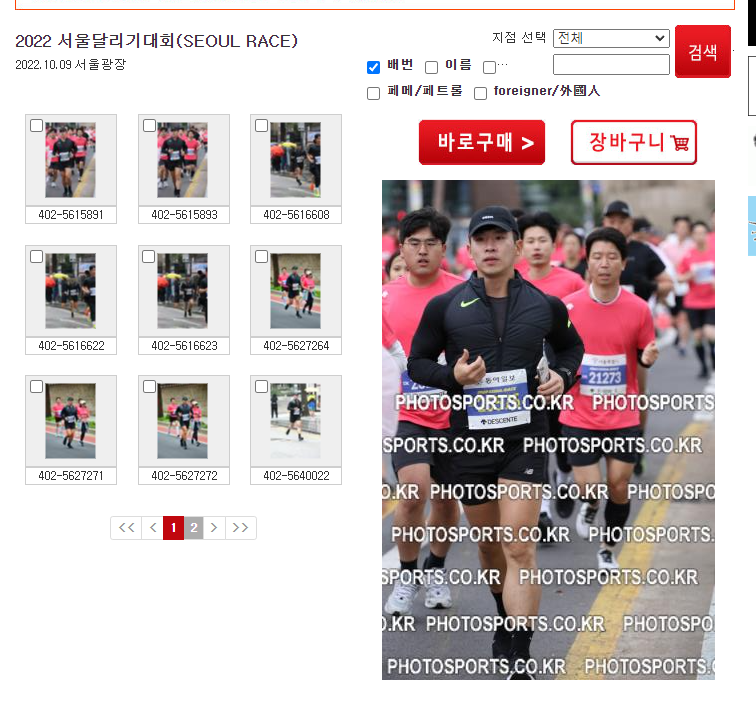 2022 서울달리기대회(SEOUL RACE)
2022.10.09 서울광장
지점 선택 전체
검색
배번 이름 ...
페메/페트롤 foreigner/外國人
바로구매 >
장바구니
402-5615891 402-5615893 402-5616608
402-5616622 402-5616623 402-5627264
402-5627271 402-5627272 402-5640022
<< < 1 2 > >>
21273
동아일보
DESCENTE
PHOTOSPORTS.CO.KR PHOTOSPORTS.
SPORTS.CO.KR PHOTOSPORTS.CO.KR
O.KR PHOTOSPORTS.CO.KR PHOTOSPO
PHOTOSPORTS.CO.KR PHOTOSPORTS.
SPORTS.CO.KR PHOTOSPORTS.CO.KR
O.KR PHOTOSPORTS.CO.KR PHOTOSPO
PHOTOSPORTS.CO.KR PHOTOSPORTS.